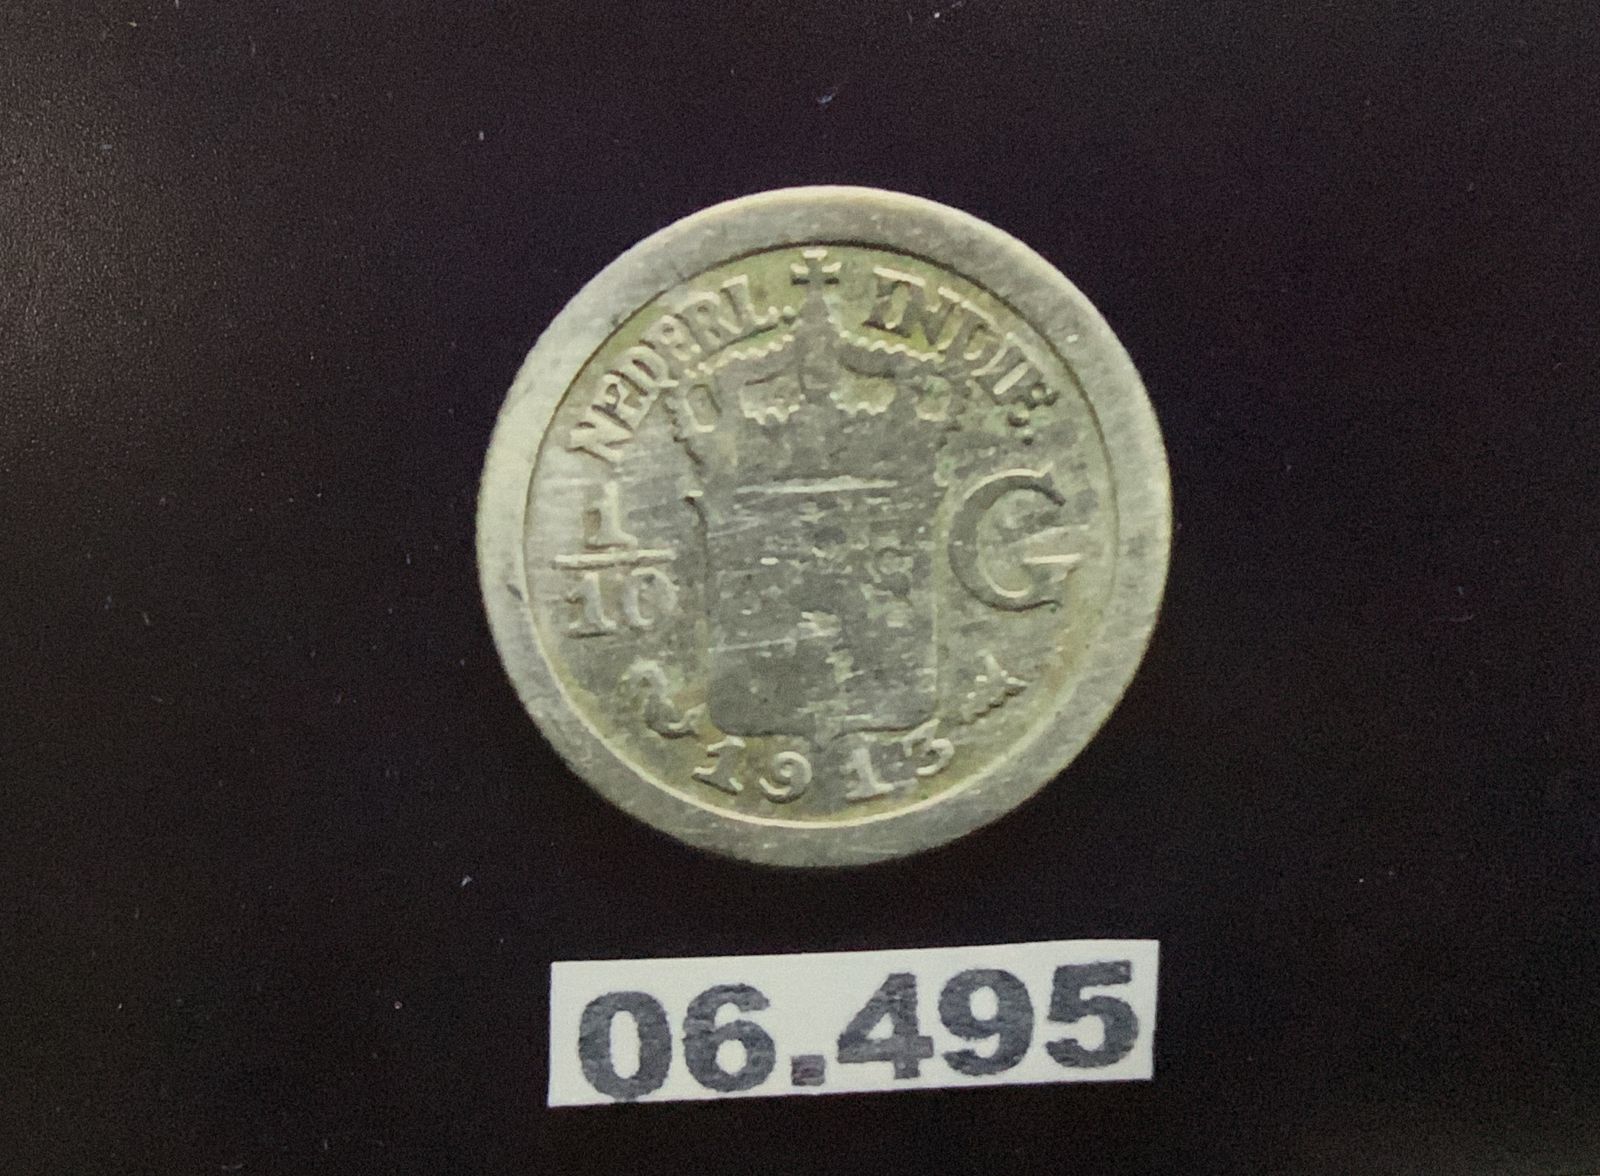 NEDERL. INDIE.
1/10 G
1913
06.495